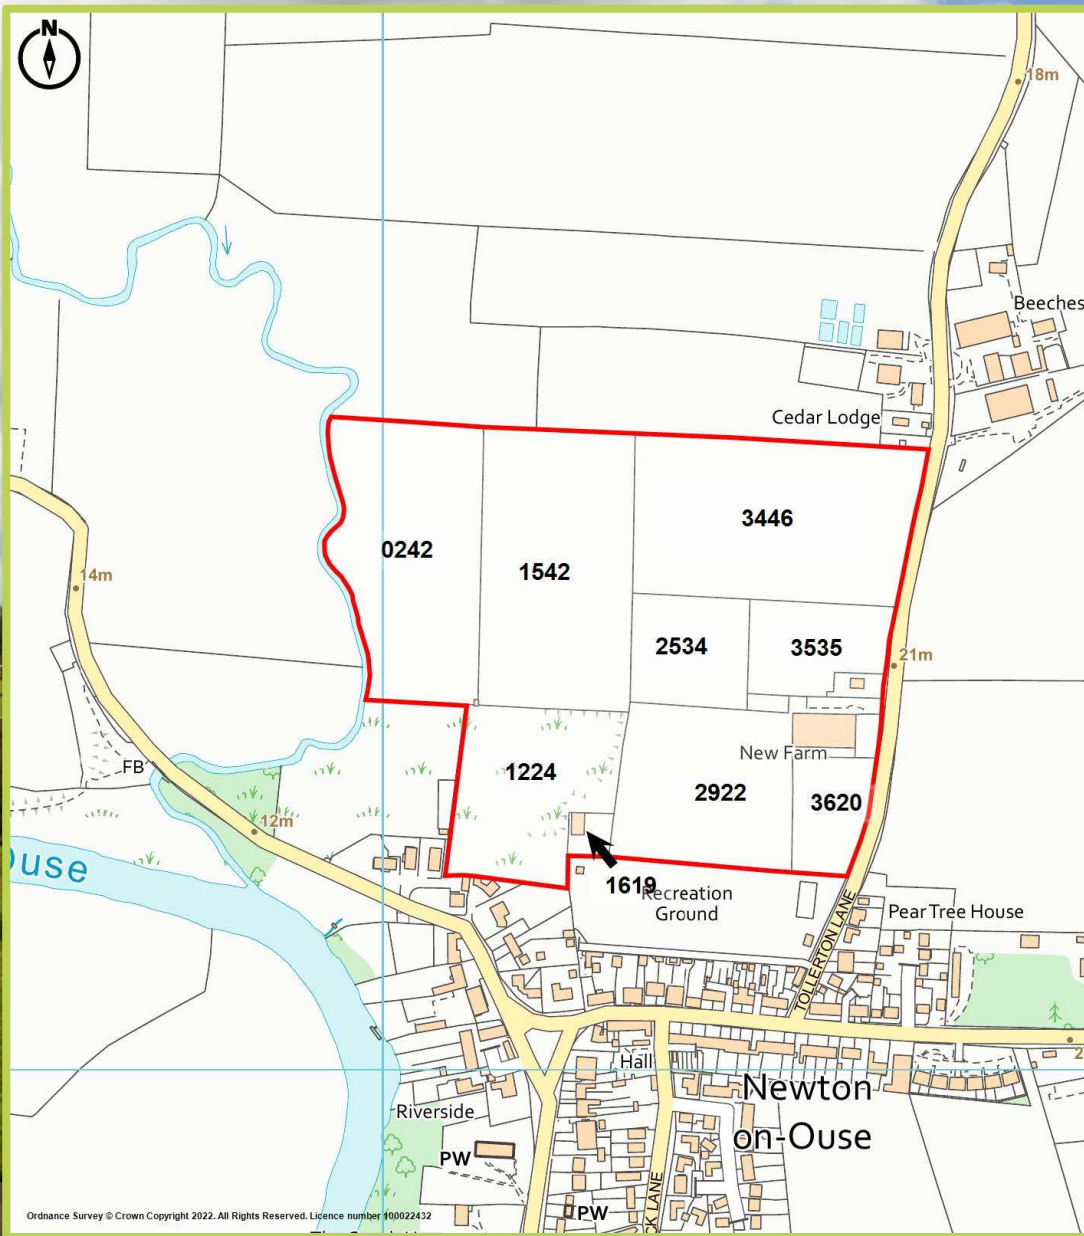 N
18m
Beeches
Cedar Lodge
3446
0242
1542
14m
2534
3535
21m
New Farm
FB
1224
2922
3620
12m
1619
Recreation
Ground
Pear Tree House
TOLLERTON LANE
Hall
Newton
on-Ouse
Riverside
PW
PW
Ordnance Survey © Crown Copyright 2022. All Rights Reserved. Licence number 100022432